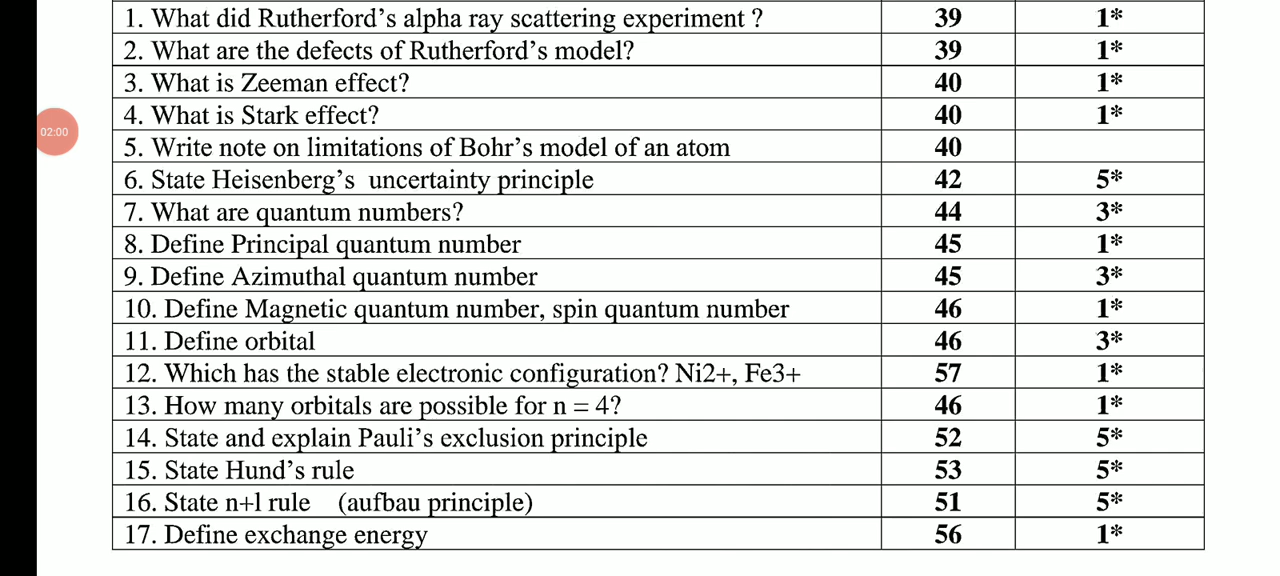 1. What did Rutherford's alpha ray scattering experiment ? 39 1*
2. What are the defects of Rutherford's model? 39 1*
3. What is Zeeman effect? 40 1*
4. What is Stark effect? 40 1*
02:00
5. Write note on limitations of Bohr's model of an atom 40
6. State Heisenberg's uncertainty principle 42 5*
7. What are quantum numbers? 44 3*
8. Define Principal quantum number 45 1*
9. Define Azimuthal quantum number 45 3*
10. Define Magnetic quantum number, spin quantum number 46 1*
11. Define orbital 46 3*
12. Which has the stable electronic configuration? Ni2+, Fe3+ 57 1*
13. How many orbitals are possible for n = 4? 46 1*
14. State and explain Pauli's exclusion principle 52 5*
15. State Hund's rule 53 5*
16. State n+l rule (aufbau principle) 51 5*
17. Define exchange energy 56 1*